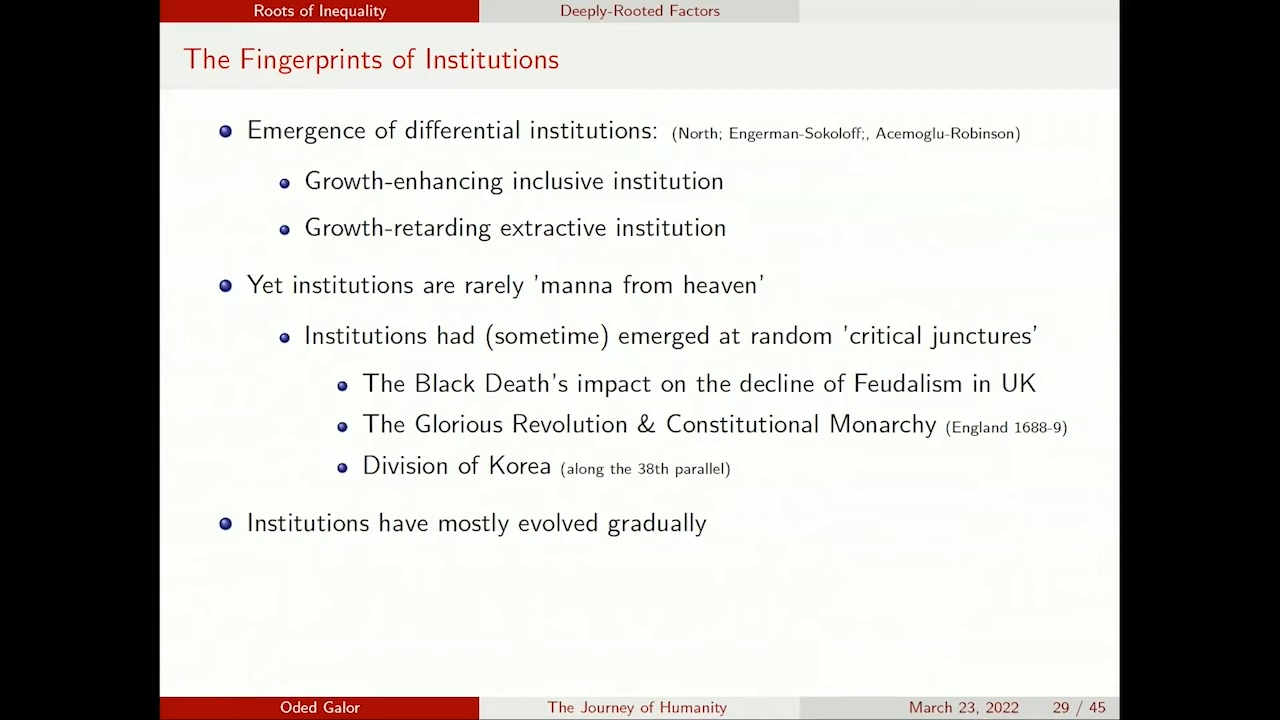 Roots of Inequality
Deeply-Rooted Factors
The Fingerprints of Institutions
Emergence of differential institutions: (North; Engerman-Sokoloff;, Acemoglu-Robinson)
Growth-enhancing inclusive institution
Growth-retarding extractive institution
Yet institutions are rarely 'manna from heaven'
Institutions had (sometime) emerged at random 'critical junctures'
The Black Death's impact on the decline of Feudalism in UK
The Glorious Revolution & Constitutional Monarchy (England 1688-9)
Division of Korea (along the 38th parallel)
Institutions have mostly evolved gradually
Oded Galor
The Journey of Humanity
March 23, 2022 29 / 45